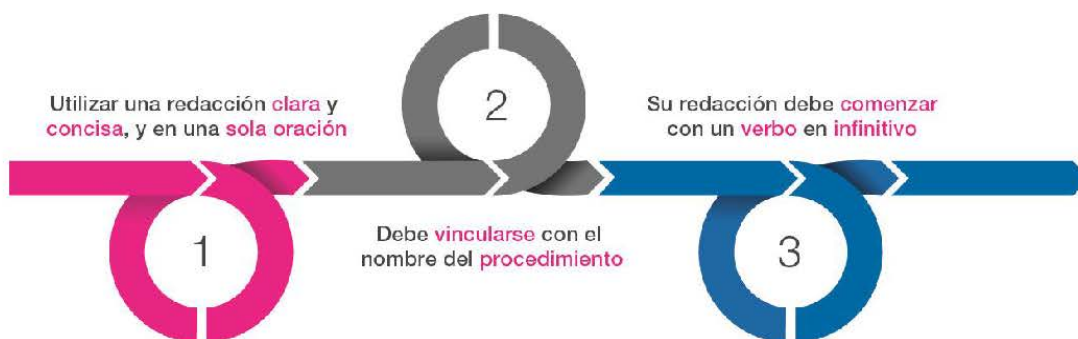 Utilizar una redacción clara y
concisa, y en una sola oración
1
2
Debe vincularse con el
nombre del procedimiento
Su redacción debe comenzar
con un verbo en infinitivo
3